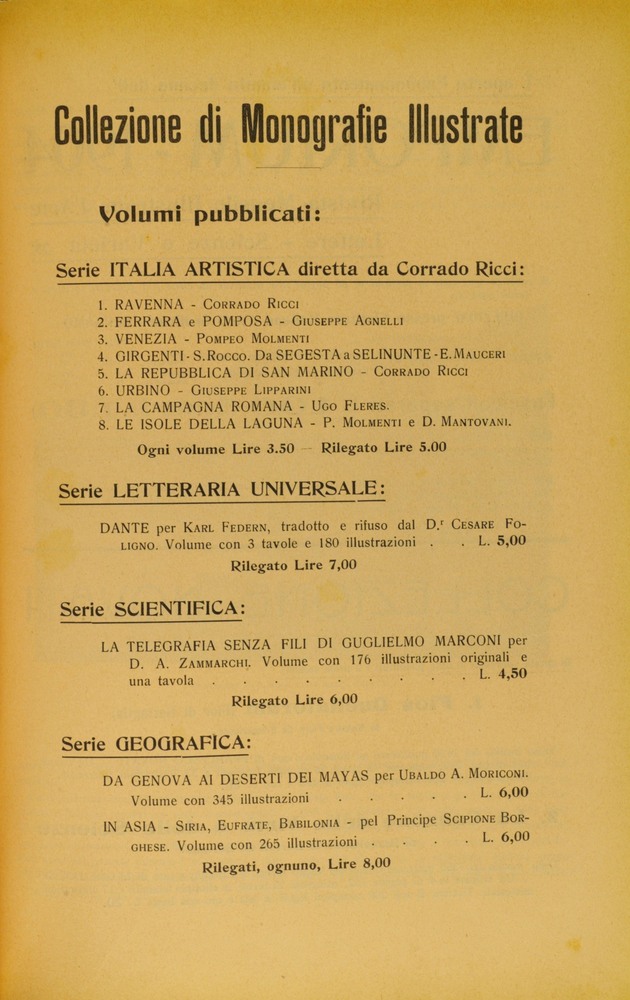 Collezione di Monografie Illustrate
Volumi pubblicati:
Serie ITALIA ARTISTICA diretta da Corrado Ricci:
1. RAVENNA - CORRADO RICCI
2. FERRARA e POMPOSA - GIUSEPPE AGNELLI
3. VENEZIA - POMPEO MOLMENTI
4. GIRGENTI - S. ROCCO. Da SEGESTA a SELINUNTE - E. MAUCERI
5. LA REPUBBLICA DI SAN MARINO - CORRADO RICCI
6. URBINO - GIUSEPPE LIPPARINI
7. LA CAMPAGNA ROMANA - UGO FLERES.
8. LE ISOLE DELLA LAGUNA - P. MOLMENTI e D. MANTOVANI.
Ogni volume Lire 3.50 — Rilegato Lire 5.00
Serie LETTERARIA UNIVERSALE:
DANTE per KARL FEDERN, tradotto e rifuso dal D.r CESARE FO-
LIGNO. Volume con 3 tavole e 180 illustrazioni . . L. 5,00
Rilegato Lire 7,00
Serie SCIENTIFICA:
LA TELEGRAFIA SENZA FILI DI GUGLIELMO MARCONI per
D. A. ZAMMARCHI. Volume con 176 illustrazioni originali e
una tavola . . . . . . . L. 4,50
Rilegato Lire 6,00
Serie GEOGRAFICA:
DA GENOVA AI DESERTI DEI MAYAS per UBALDO A. MORICONI.
Volume con 345 illustrazioni . . . . . L. 6,00
IN ASIA - SIRIA, EUFRATE, BABILONIA - pel Principe SCIPIONE BOR-
GHESE. Volume con 265 illustrazioni . . . . L. 6,00
Rilegati, ognuno, Lire 8,00